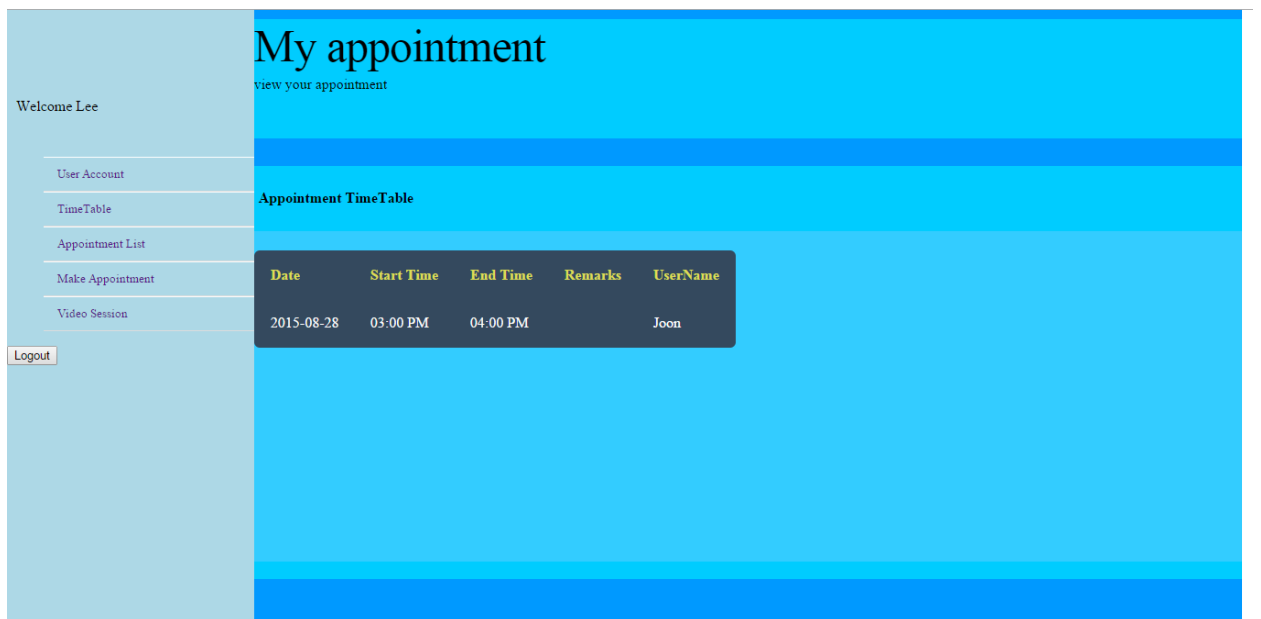 Welcome Lee
User Account
TimeTable
Appointment List
Make Appointment
Video Session
Logout
My appointment
view your appointment
Appointment TimeTable
Date Start Time End Time Remarks UserName
2015-08-28 03:00 PM 04:00 PM Joon